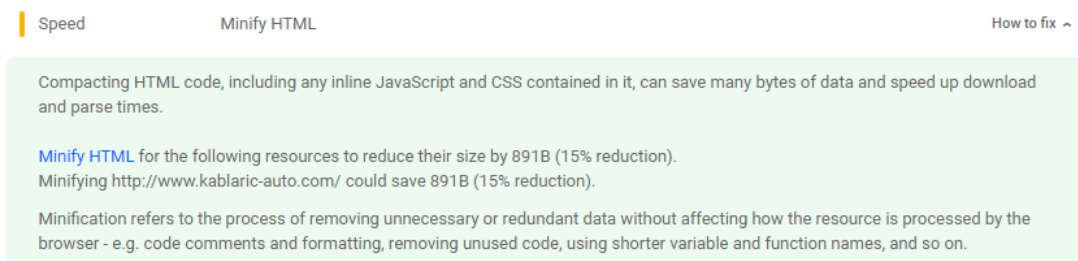 Speed Minify HTML How to fix
Compacting HTML code, including any inline JavaScript and CSS contained in it, can save many bytes of data and speed up download
and parse times.
Minify HTML for the following resources to reduce their size by 891B (15% reduction).
Minifying http://www.kablaric-auto.com/ could save 891B (15% reduction).
Minification refers to the process of removing unnecessary or redundant data without affecting how the resource is processed by the
browser - e.g. code comments and formatting, removing unused code, using shorter variable and function names, and so on.